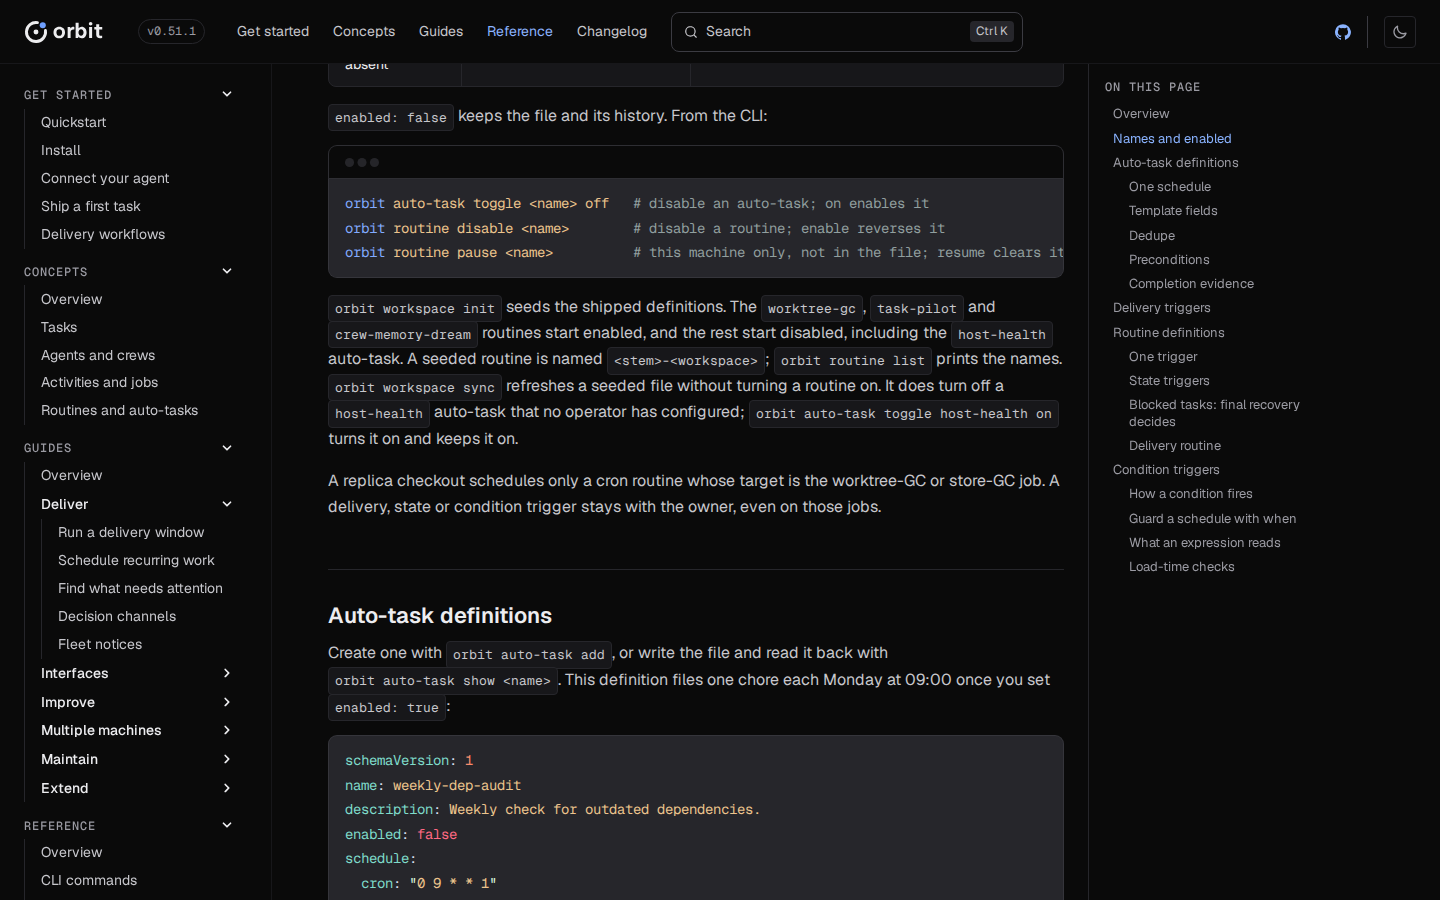 orbit
v0.51.1
Get started
Concepts
Guides
Reference
Changelog
Search
Ctrl K
GET STARTED
Quickstart
Install
Connect your agent
Ship a first task
Delivery workflows
CONCEPTS
Overview
Tasks
Agents and crews
Activities and jobs
Routines and auto-tasks
GUIDES
Overview
Deliver
Run a delivery window
Schedule recurring work
Find what needs attention
Decision channels
Fleet notices
Interfaces
Improve
Multiple machines
Maintain
Extend
REFERENCE
Overview
CLI commands
absent
enabled: false keeps the file and its history. From the CLI:
orbit auto-task toggle <name> off   # disable an auto-task; on enables it
orbit routine disable <name>        # disable a routine; enable reverses it
orbit routine pause <name>          # this machine only, not in the file; resume clears it
orbit workspace init seeds the shipped definitions. The worktree-gc, task-pilot and
crew-memory-dream routines start enabled, and the rest start disabled, including the host-health
auto-task. A seeded routine is named <stem>-<workspace>; orbit routine list prints the names.
orbit workspace sync refreshes a seeded file without turning a routine on. It does turn off a
host-health auto-task that no operator has configured; orbit auto-task toggle host-health on
turns it on and keeps it on.
A replica checkout schedules only a cron routine whose target is the worktree-GC or store-GC job. A
delivery, state or condition trigger stays with the owner, even on those jobs.
Auto-task definitions
Create one with orbit auto-task add, or write the file and read it back with
orbit auto-task show <name>. This definition files one chore each Monday at 09:00 once you set
enabled: true:
schemaVersion: 1
name: weekly-dep-audit
description: Weekly check for outdated dependencies.
enabled: false
schedule:
  cron: "0 9 * * 1"
ON THIS PAGE
Overview
Names and enabled
Auto-task definitions
One schedule
Template fields
Dedupe
Preconditions
Completion evidence
Delivery triggers
Routine definitions
One trigger
State triggers
Blocked tasks: final recovery
decides
Delivery routine
Condition triggers
How a condition fires
Guard a schedule with when
What an expression reads
Load-time checks